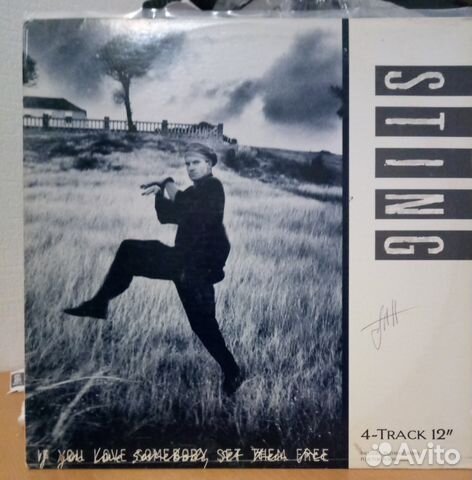 STING
4-TRACK 12"
IF YOU LOVE SOMEBODY, SET THEM FREE
Avito